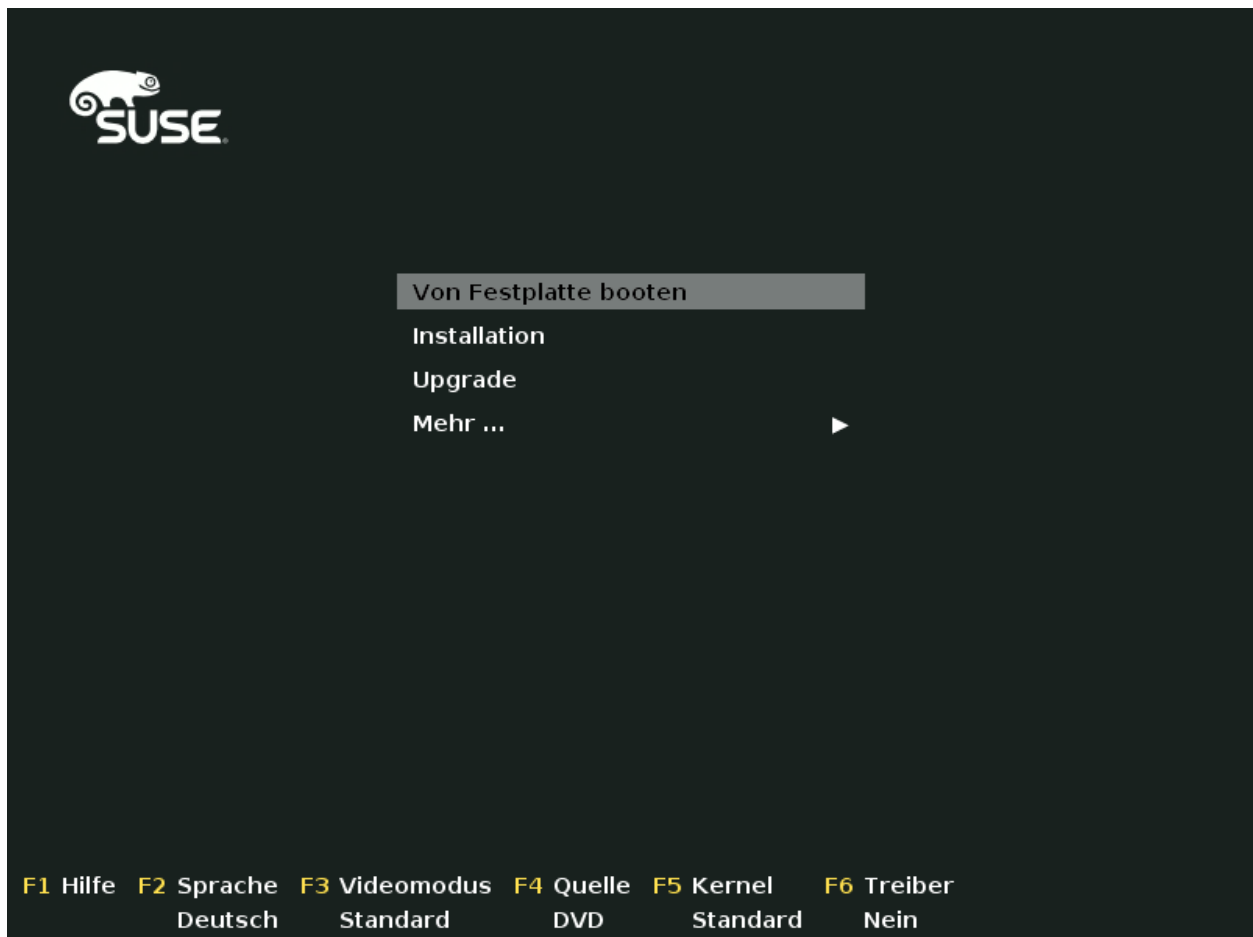 SUSE
Von Festplatte booten
Installation
Upgrade
Mehr ...
F1 Hilfe F2 Sprache F3 Videomodus F4 Quelle F5 Kernel F6 Treiber
Deutsch Standard DVD Standard Nein